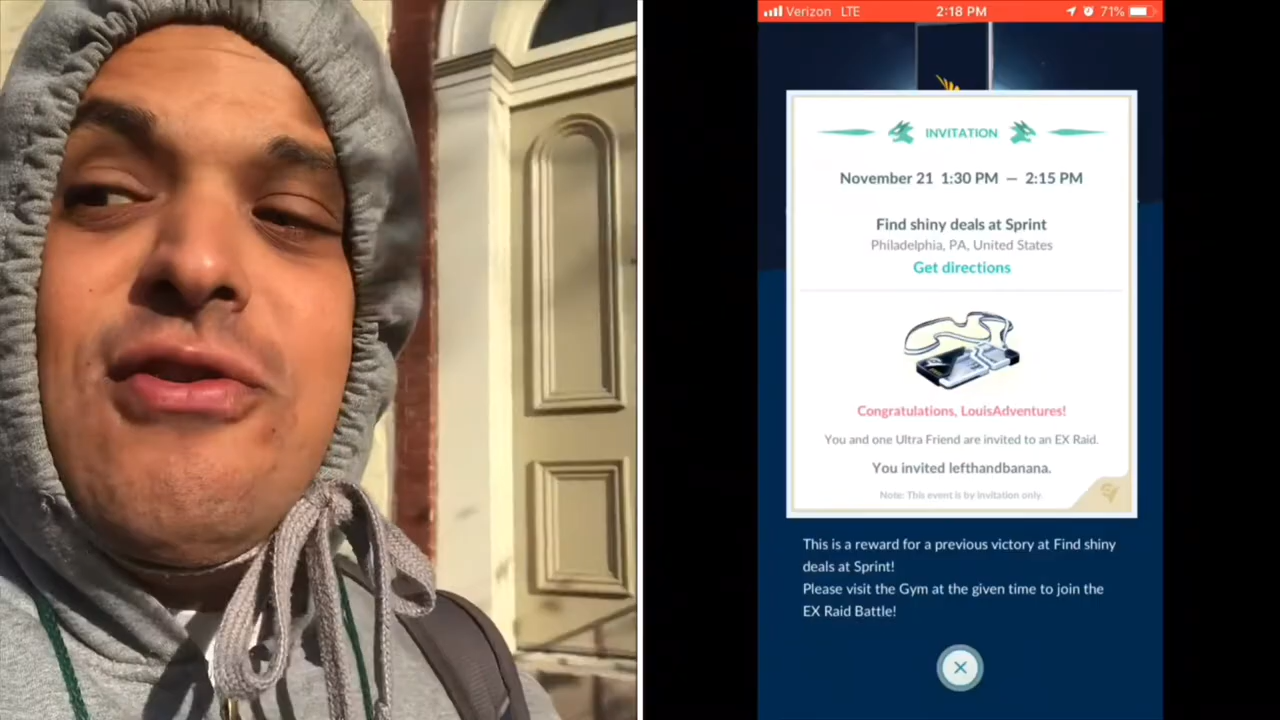 Verizon LTE 2:18 PM 71%
INVITATION
November 21 1:30 PM — 2:15 PM
Find shiny deals at Sprint
Philadelphia, PA, United States
Get directions
Congratulations, LouisAdventures!
You and one Ultra Friend are invited to an EX Raid.
You invited lefthandbanana.
Note: This event is by invitation only.
This is a reward for a previous victory at Find shiny
deals at Sprint!
Please visit the Gym at the given time to join the
EX Raid Battle!